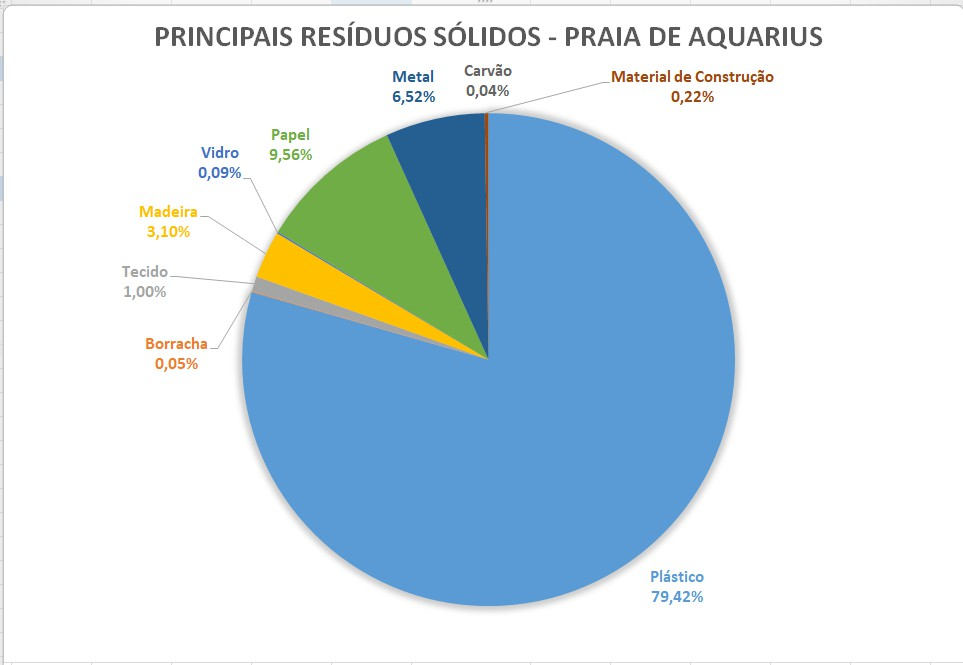 PRINCIPAIS RESÍDUOS SÓLIDOS - PRAIA DE AQUARIUS
Metal
6,52%
Carvão
0,04%
Material de Construção
0,22%
Papel
9,56%
Vidro
0,09%
Madeira
3,10%
Tecido
1,00%
Borracha
0,05%
Plástico
79,42%